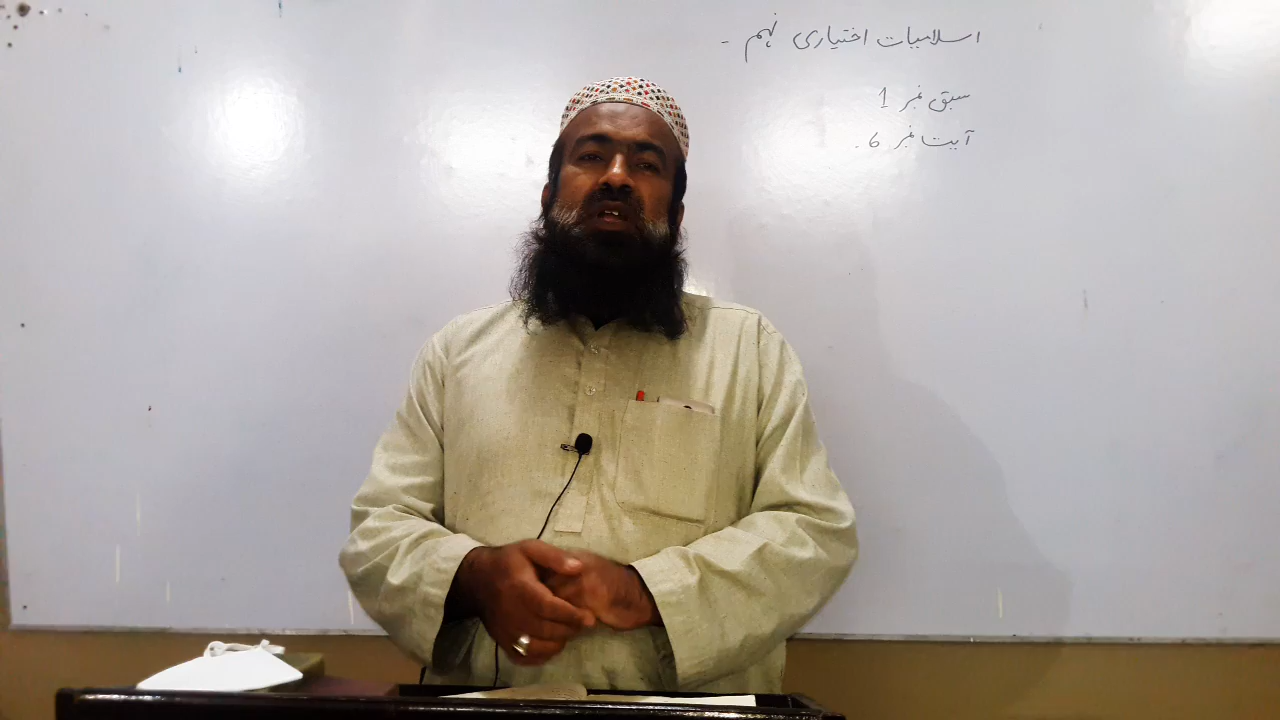 اسلامیات اختیاری نہم -
سبق نمبر 1
آیت نمبر 6.